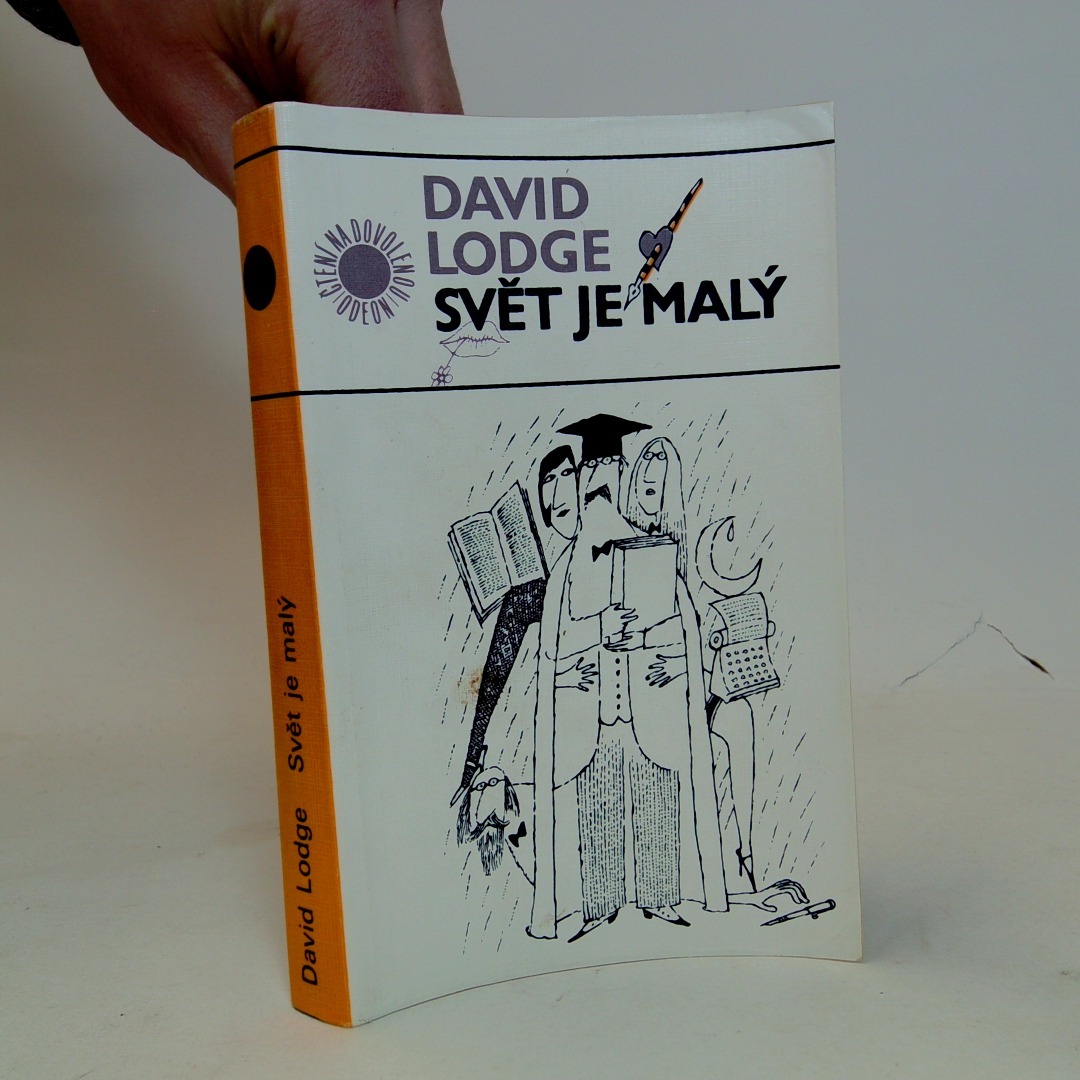 DAVID
LODGE
SVĚT JE MALÝ
ČTENÍ NA DOVOLENOU
ODEON
David Lodge Svět je malý